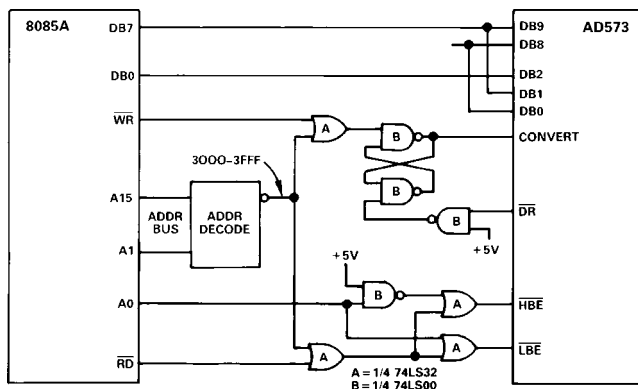 8085A
AD573
DB7
DB9
DB8
DB0
DB2
DB1
DB0
WR
A
B
CONVERT
3000–3FFF
B
A15
DR
ADDR
BUS
ADDR
DECODE
B
+5V
A1
+5V
B
A
HBE
A0
A
A
LBE
RD
A = 1/4 74LS32
B = 1/4 74LS00